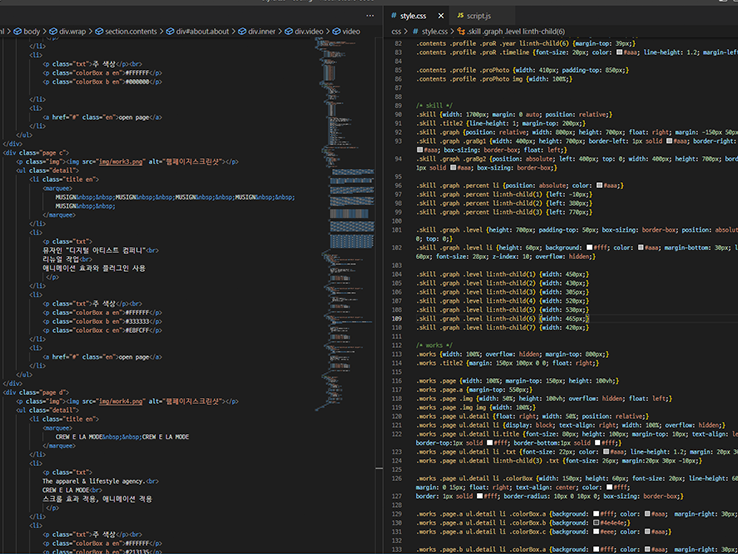 body > div.wrap > section.contents > div#about.about > div.inner > div.video > video
</li>
<li>
<p class="txt">주 색상</p><br>
<p class="colorBox a en">#FFFFFF</p>
<p class="colorBox b en">#000000</p>
</li>
<li>
<a href="#" class="en">open page</a>
</li>
</ul>
</div>
<div class="page c">
<p class="img"><img src="img/work3.png" alt="웹페이지스크린샷"></p>
<ul class="detail">
<li class="title en">
<marquee>
MUSIGN&nbsp;&nbsp;MUSIGN&nbsp;&nbsp;MUSIGN&nbsp;&nbsp;MUSIGN&nbsp;&nbsp;
MUSIGN&nbsp;&nbsp;
</marquee>
</li>
<li>
<p class="txt">
뮤자인 "디지털 아티스트 컴퍼니"<br>
리뉴얼 작업<br>
애니메이션 효과와 플러그인 사용
</p>
</li>
<li>
<p class="txt">주 색상</p><br>
<p class="colorBox a en">#FFFFFF</p>
<p class="colorBox b en">#333333</p>
<p class="colorBox c en">#EBFCFF</p>
</li>
<li>
<a href="#" class="en">open page</a>
</li>
</ul>
</div>
<div class="page d">
<p class="img"><img src="img/work4.png" alt="웹페이지스크린샷"></p>
<ul class="detail">
<li class="title en">
<marquee>
CREW E LA MODE&nbsp;&nbsp;CREW E LA MODE
</marquee>
</li>
<li>
<p class="txt">
The apparel & lifestyle agency.<br>
CREW E LA MODE<br>
스크롤 효과 적용, 애니메이션 적용
</p>
</li>
<li>
<p class="txt">주 색상</p><br>
<p class="colorBox a en">#FFFFFF</p>
<p class="colorBox b en">#213135</p>
style.css JS script.js
css > style.css > .skill .graph .level li:nth-child(6)
82 .contents .profile .proR .year li:nth-child(6) {margin-top: 39px;}
83 .contents .profile .proR .timeline {font-size: 20px; color: #aaa; line-height: 1.2; margin-left
84
85 .contents .profile .proPhoto {width: 410px; padding-top: 850px;}
86 .contents .profile .proPhoto img {width: 100%;}
87
88
89 /* skill */
90 .skill {width: 1700px; margin: 0 auto; position: relative;}
91 .skill .title2 {line-height: 1; margin-top: 200px;}
92 .skill .graph {position: relative; width: 800px; height: 700px; float: right; margin: -150px 50p
93 .skill .graph .graBg1 {width: 400px; height: 700px; border-left: 1px solid #aaa; border-right:
#aaa; box-sizing: border-box; float: left;}
94 .skill .graph .graBg2 {position: absolute; left: 400px; top: 0; width: 400px; height: 700px; bor
1px solid #aaa; box-sizing: border-box;}
95
96 .skill .graph .percent li {position: absolute; color: #aaa;}
97 .skill .graph .percent li:nth-child(1) {left: -10px;}
98 .skill .graph .percent li:nth-child(2) {left: 380px;}
99 .skill .graph .percent li:nth-child(3) {left: 770px;}
100
101 .skill .graph .level {height: 700px; padding-top: 50px; box-sizing: border-box; position: absolut
0; top: 0;}
102 .skill .graph .level li {height: 60px; background: #fff; color: #aaa; margin-bottom: 30px; l
60px; font-size: 28px; z-index: 10; overflow: hidden;}
103
104 .skill .graph .level li:nth-child(1) {width: 450px;}
105 .skill .graph .level li:nth-child(2) {width: 430px;}
106 .skill .graph .level li:nth-child(3) {width: 305px;}
107 .skill .graph .level li:nth-child(4) {width: 520px;}
108 .skill .graph .level li:nth-child(5) {width: 530px;}
109 .skill .graph .level li:nth-child(6) {width: 465px;}
110 .skill .graph .level li:nth-child(7) {width: 420px;}
111
112 /* works */
113 .works {width: 100%; overflow: hidden; margin-top: 800px;}
114 .works .title2 {margin: 150px 100px 0 0; float: right;}
115
116 .works .page {width: 100%; margin-top: 150px; height: 100vh;}
117 .works .page.a {margin-top: 550px;}
118 .works .page .img {width: 50%; height: 100vh; overflow: hidden; float: left;}
119 .works .page .img img {width: 100%;}
120 .works .page ul.detail {float: right; width: 50%; position: relative;}
121 .works .page ul.detail li {display: block; text-align: right; width: 100%; overflow: hidden;}
122 .works .page ul.detail li.title {font-size: 80px; height: 100px; margin-top: 10px; text-align: le
border-top:1px solid #fff; border-bottom:1px solid #fff;}
123 .works .page ul.detail li .txt {font-size: 22px; color: #aaa; line-height: 1.2; margin: 20px 30
124 .works .page ul.detail li:nth-child(3) .txt {font-size: 26px; margin:20px 30px -10px;}
125
126 .works .page ul.detail li .colorBox {width: 150px; height: 60px; font-size: 20px; line-height: 60
margin: 0 15px; float: right; text-align: center; color: #fff;
127 border: 1px solid #fff; border-radius: 10px 0 10px 0; box-sizing: border-box;}
128
129 .works .page.a ul.detail li .colorBox.a {background: #fff; color: #aaa; margin-right: 30px;
130 .works .page.a ul.detail li .colorBox.b {background: #4e4e4e;}
131 .works .page.a ul.detail li .colorBox.c {background: #eee; color: #aaa;}
132
133 .works .page.b ul.detail li .colorBox.a {background: #fff; color: #aaa; margin-right: 30px;